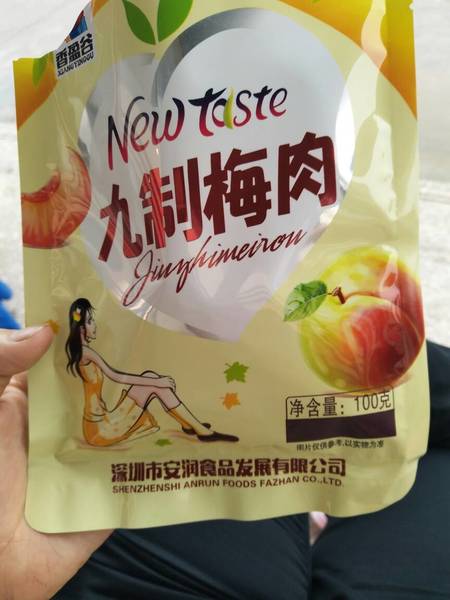 香盈谷
XIANGYINGGU
New taste
九制梅肉
Jiuzhimeirou
净含量: 100克
图片仅供参考,以实物为准
深圳市安润食品发展有限公司
SHENZHENSHI ANRUN FOODS FAZHAN CO.,LTD.